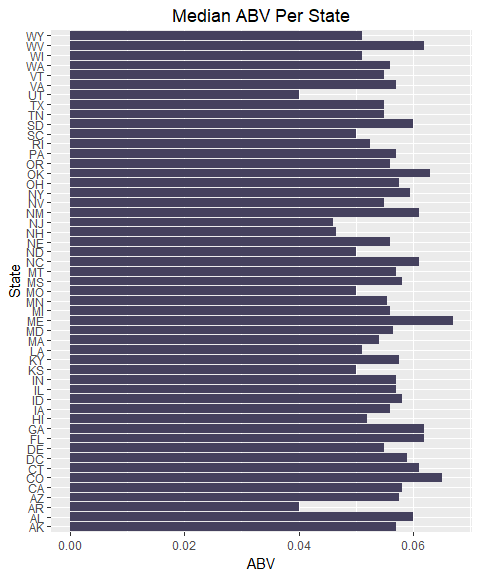 Median ABV Per State
WY
WV
WI
WA
VT
VA
UT
TX
TN
SD
SC
RI
PA
OR
OK
OH
NY
NV
NM
NJ
NH
NE
ND
NC
MT
MS
MO
MN
MI
ME
MD
MA
LA
KY
KS
IN
IL
ID
IA
HI
GA
FL
DE
DC
CT
CO
CA
AZ
AR
AL
AK
State
0.00 0.02 0.04 0.06
ABV